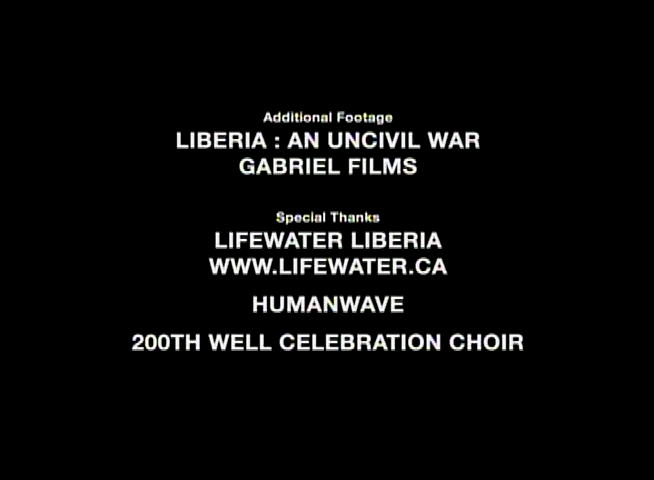 Additional Footage
LIBERIA : AN UNCIVIL WAR
GABRIEL FILMS
Special Thanks
LIFEWATER LIBERIA
WWW.LIFEWATER.CA
HUMANWAVE
200TH WELL CELEBRATION CHOIR